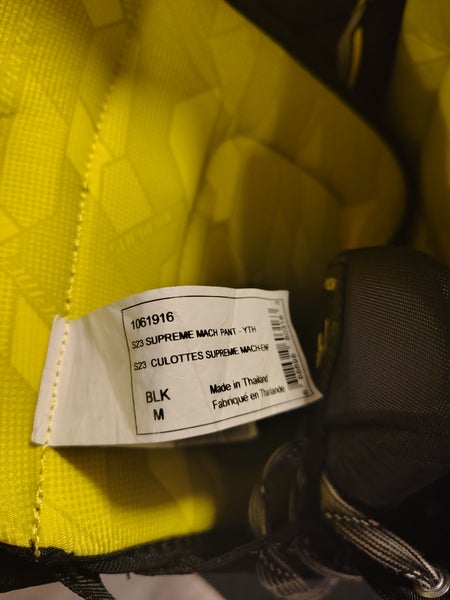 1061916
S23 SUPREME MACH PANT - YTH
S23 CULOTTES SUPREME MACH-ENF
BLK
M
Made in Thailand
Fabriqué en Thaïlande